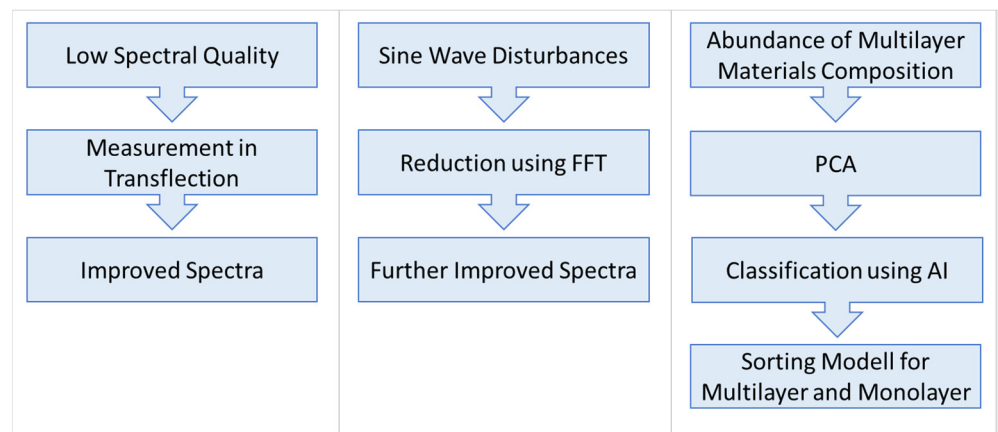 Low Spectral Quality
Measurement in
Transflection
Improved Spectra
Sine Wave Disturbances
Reduction using FFT
Further Improved Spectra
Abundance of Multilayer
Materials Composition
PCA
Classification using AI
Sorting Modell for
Multilayer and Monolayer